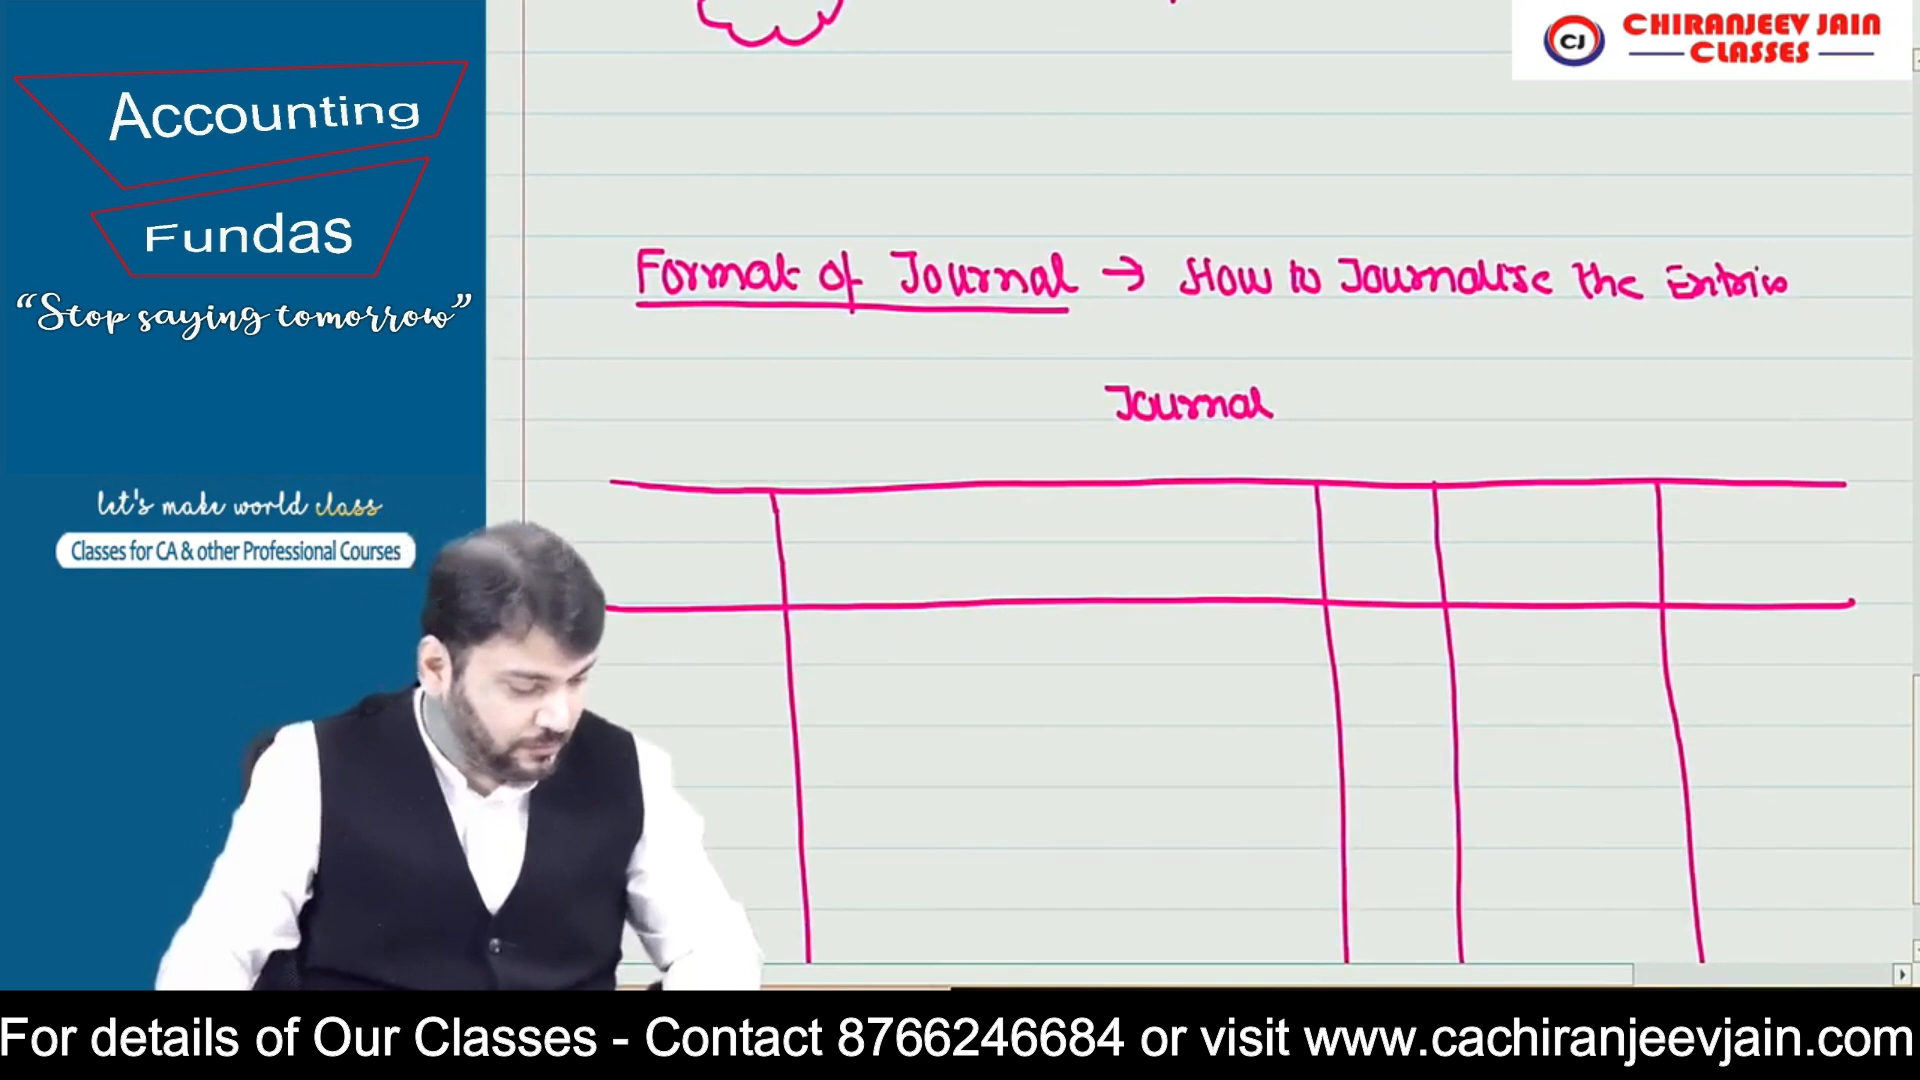 CJ
CHIRANJEEV JAIN
CLASSES
Accounting
Fundas
“Stop saying tomorrow”
let's make world class
Classes for CA & other Professional Courses
Format of Journal → How to Journalise the Entries
Journal
For details of Our Classes - Contact 8766246684 or visit www.cachiranjeevjain.com